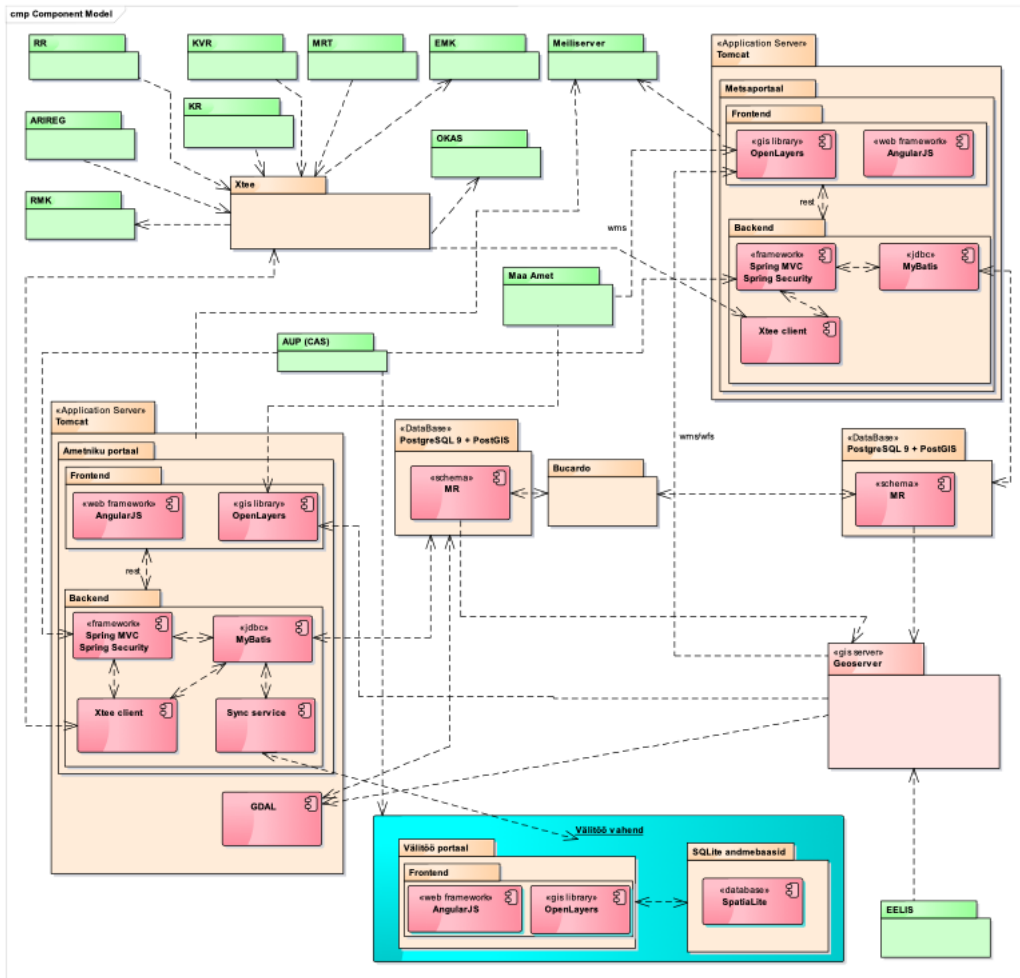 cmp Component Model
RR
KVR
MRT
EMK
Meiliserver
«Application Server»
Tomcat
KR
ARIREG
OKAS
RMK
Xtee
Metsaportaal
Frontend
«gis library»
OpenLayers
«web framework»
AngularJS
rest
wms
Backend
«framework»
Spring MVC
Spring Security
«jdbc»
MyBatis
Xtee client
Maa Amet
AUP (CAS)
«Application Server»
Tomcat
Ametniku portaal
Frontend
«web framework»
AngularJS
«gis library»
OpenLayers
rest
Backend
«framework»
Spring MVC
Spring Security
«jdbc»
MyBatis
Xtee client
Sync service
GDAL
«DataBase»
PostgreSQL 9 + PostGIS
«schema»
MR
Bucardo
wms/wfs
«DataBase»
PostgreSQL 9 + PostGIS
«schema»
MR
«gis server»
Geoserver
Välitöö vahend
Välitöö portaal
Frontend
«web framework»
AngularJS
«gis library»
OpenLayers
SQLite andmebaasid
«database»
SpatiaLite
EELIS